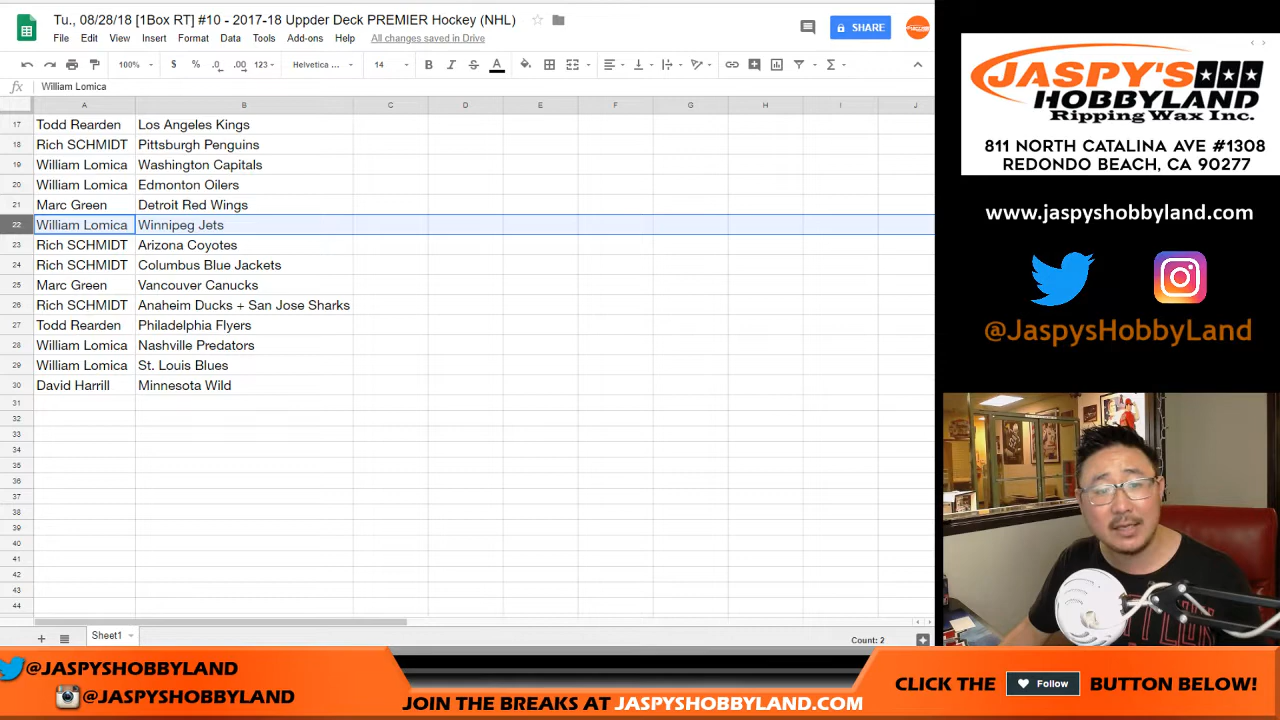 Tu., 08/28/18 [1Box RT] #10 - 2017-18 Uppder Deck PREMIER Hockey (NHL)
File Edit View Insert Format Data Tools Add-ons Help All changes saved in Drive
SHARE
100% $ % .0 .00 123 Helvetica ... 14 B I S A
fx William Lomica
A B C D E F G H I J
17 Todd Rearden Los Angeles Kings
18 Rich SCHMIDT Pittsburgh Penguins
19 William Lomica Washington Capitals
20 William Lomica Edmonton Oilers
21 Marc Green Detroit Red Wings
22 William Lomica Winnipeg Jets
23 Rich SCHMIDT Arizona Coyotes
24 Rich SCHMIDT Columbus Blue Jackets
25 Marc Green Vancouver Canucks
26 Rich SCHMIDT Anaheim Ducks + San Jose Sharks
27 Todd Rearden Philadelphia Flyers
28 William Lomica Nashville Predators
29 William Lomica St. Louis Blues
30 David Harrill Minnesota Wild
31
32
33
34
35
36
37
38
39
40
41
42
43
44
Sheet1
Count: 2
JASPY'S
HOBBYLAND
Ripping Wax Inc.
811 NORTH CATALINA AVE #1308
REDONDO BEACH, CA 90277
www.jaspyshobbyland.com
@JaspysHobbyLand
@JASPYSHOBBYLAND
@JASPYSHOBBYLAND
JOIN THE BREAKS AT JASPYSHOBBYLAND.COM
CLICK THE Follow BUTTON BELOW!